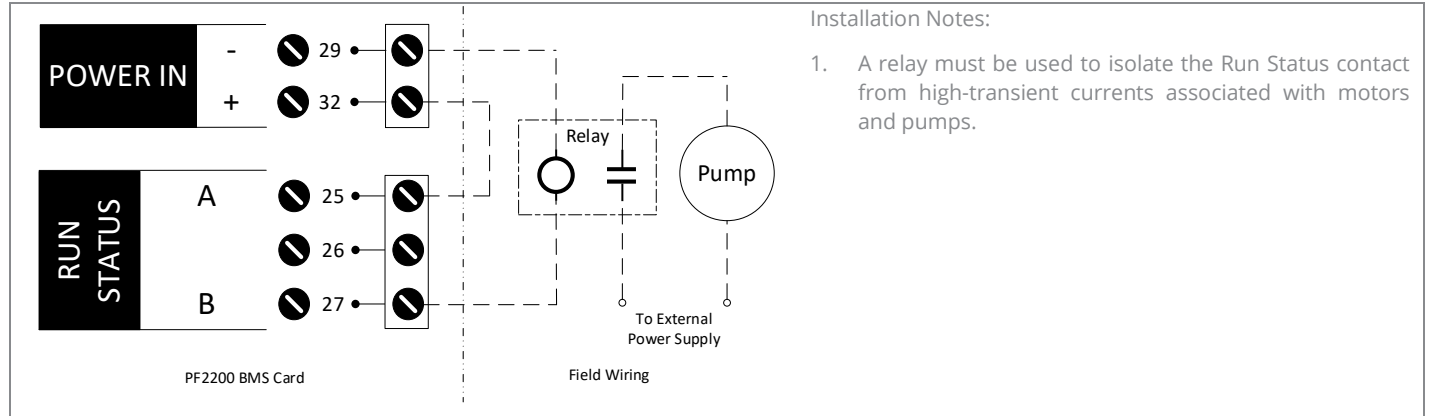 POWER IN
-
29
+
32
RUN
STATUS
A
25
26
B
27
PF2200 BMS Card
Relay
Pump
To External
Power Supply
Field Wiring
Installation Notes:
1. A relay must be used to isolate the Run Status contact
from high-transient currents associated with motors
and pumps.